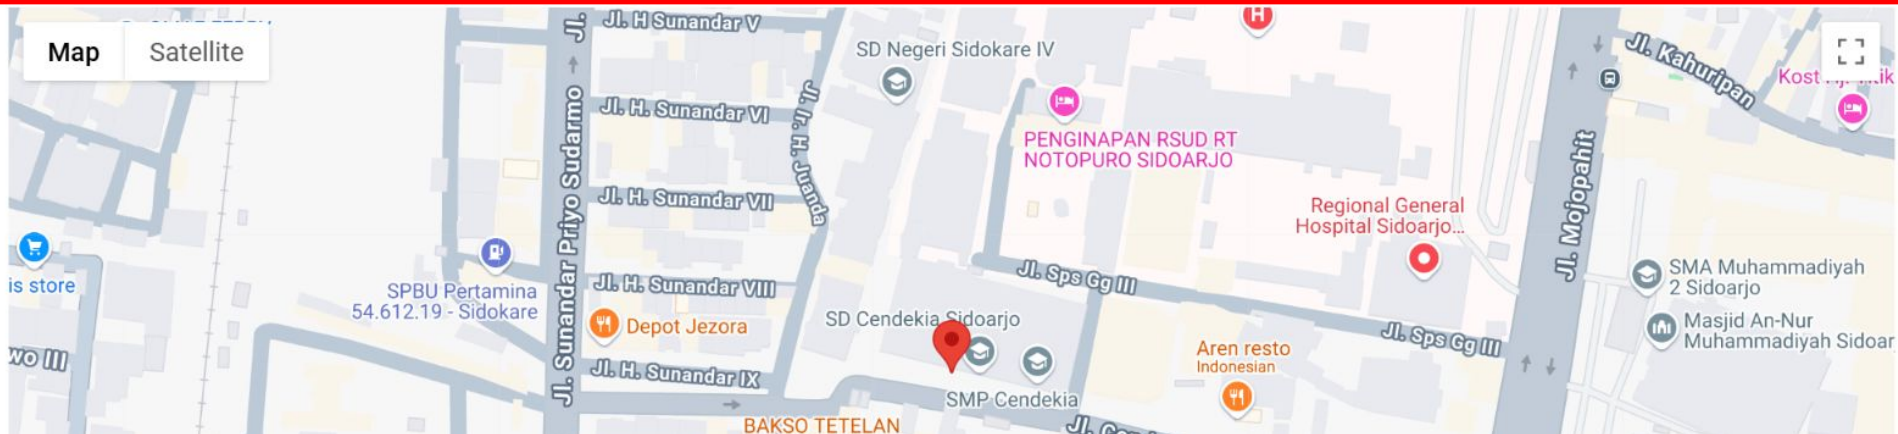 Map
Satellite
Jl.
Jl. H Sunandar V
SD Negeri Sidokare IV
Jl. Kahuripan
Kost
PENGINAPAN RSUD RT
NOTOPURO SIDOARJO
Jl. H. Sunandar VI
Jl. Ir. H. Juanda
Jl. Sunandar Priyo Sudarmo
Jl. Mojopahit
Jl. H. Sunandar VII
Regional General
Hospital Sidoarjo...
is store
SPBU Pertamina
54.612.19 - Sidokare
Jl. H. Sunandar VIII
Jl. Sps Gg III
SMA Muhammadiyah
2 Sidoarjo
Depot Jezora
SD Cendekia Sidoarjo
Jl. Sps Gg III
Masjid An-Nur
Muhammadiyah Sidoar
wo III
Jl. H. Sunandar IX
Aren resto
Indonesian
SMP Cendekia
BAKSO TETELAN
Jl.